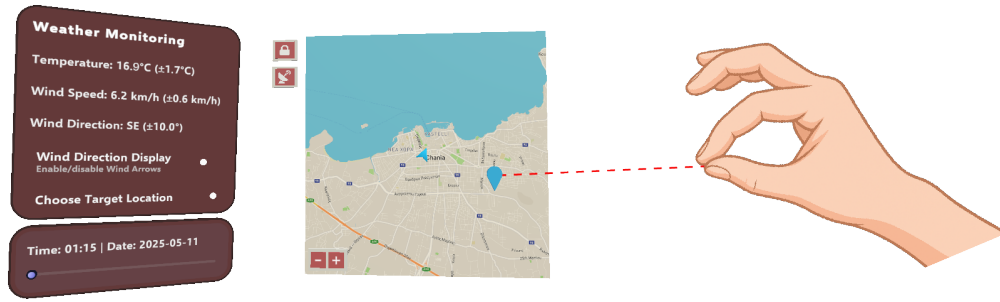 Weather Monitoring
Temperature: 16.9°C (±1.7°C)
Wind Speed: 6.2 km/h (±0.6 km/h)
Wind Direction: SE (±10.0°)
Wind Direction Display
Enable/disable Wind Arrows
Choose Target Location
Time: 01:15 | Date: 2025-05-11
Chania